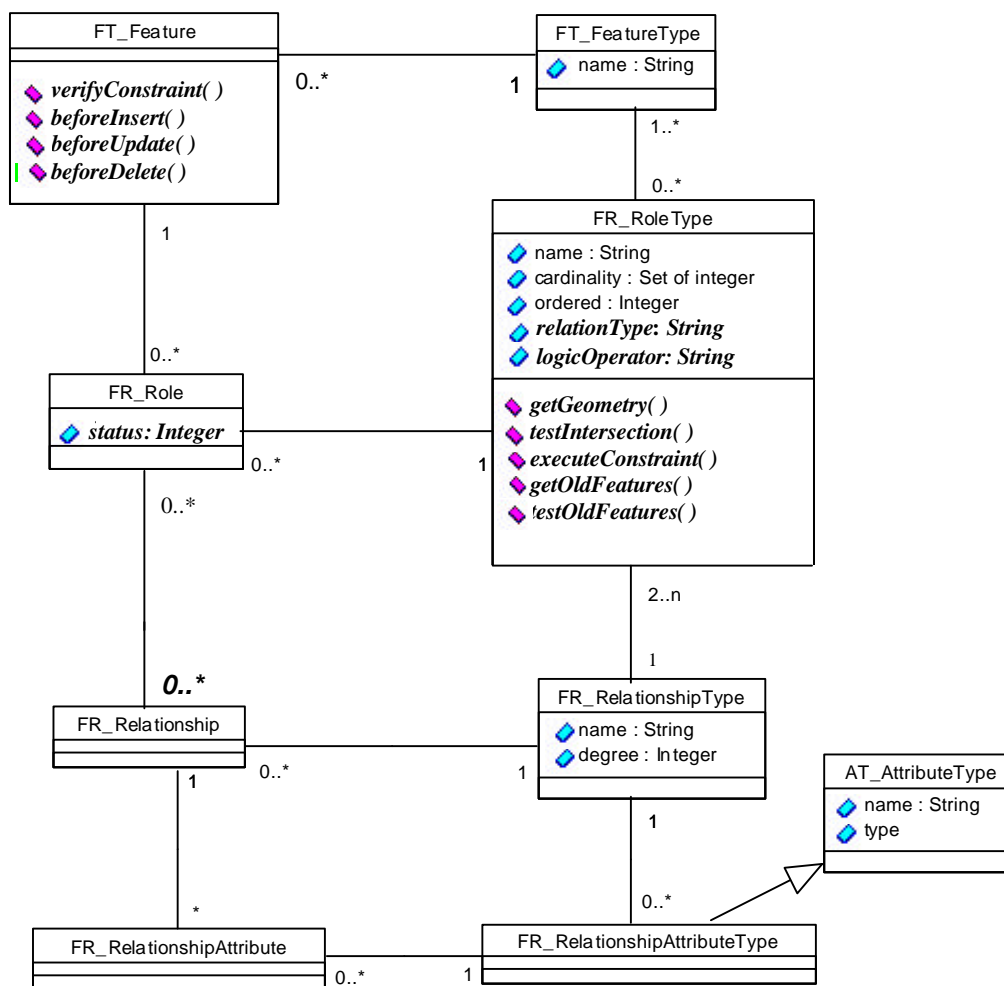 FT_Feature
verifyConstraint( )
beforeInsert( )
beforeUpdate( )
beforeDelete( )
0..*
1
FT_FeatureType
name : String
1..*
0..*
FR_RoleType
name : String
cardinality : Set of integer
ordered : Integer
relationType: String
logicOperator: String
getGeometry( )
testIntersection( )
executeConstraint( )
getOldFeatures( )
testOldFeatures( )
1
0..*
FR_Role
status: Integer
0..*
1
0..*
0..*
2..n
1
FR_Relationship
0..*
1
FR_RelationshipType
name : String
degree : Integer
AT_AttributeType
name : String
type
1
*
1
0..*
FR_RelationshipAttribute
0..*
1
FR_RelationshipAttributeType